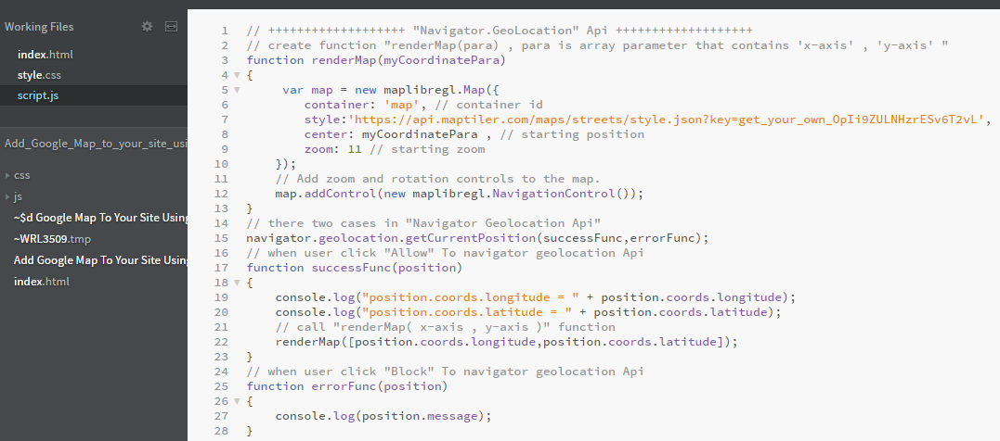 Working Files
index.html
style.css
script.js
Add_Google_Map_to_your_site_usi
css
js
~$d Google Map To Your Site Using
~WRL3509.tmp
Add Google Map To Your Site Using
index.html
1 // +++++++++++++++++++ "Navigator.GeoLocation" Api +++++++++++++++++++
2 // create function "renderMap(para) , para is array parameter that contains 'x-axis' , 'y-axis' "
3 function renderMap(myCoordinatePara)
4 {
5 var map = new maplibregl.Map({
6 container: 'map', // container id
7 style:'https://api.maptiler.com/maps/streets/style.json?key=get_your_own_OpIi9ZULNHzrESv6T2vL',
8 center: myCoordinatePara , // starting position
9 zoom: 11 // starting zoom
10 });
11 // Add zoom and rotation controls to the map.
12 map.addControl(new maplibregl.NavigationControl());
13 }
14 // there two cases in "Navigator Geolocation Api"
15 navigator.geolocation.getCurrentPosition(successFunc,errorFunc);
16 // when user click "Allow" To navigator geolocation Api
17 function successFunc(position)
18 {
19 console.log("position.coords.longitude = " + position.coords.longitude);
20 console.log("position.coords.latitude = " + position.coords.latitude);
21 // call "renderMap( x-axis , y-axis )" function
22 renderMap([position.coords.longitude,position.coords.latitude]);
23 }
24 // when user click "Block" To navigator geolocation Api
25 function errorFunc(position)
26 {
27 console.log(position.message);
28 }